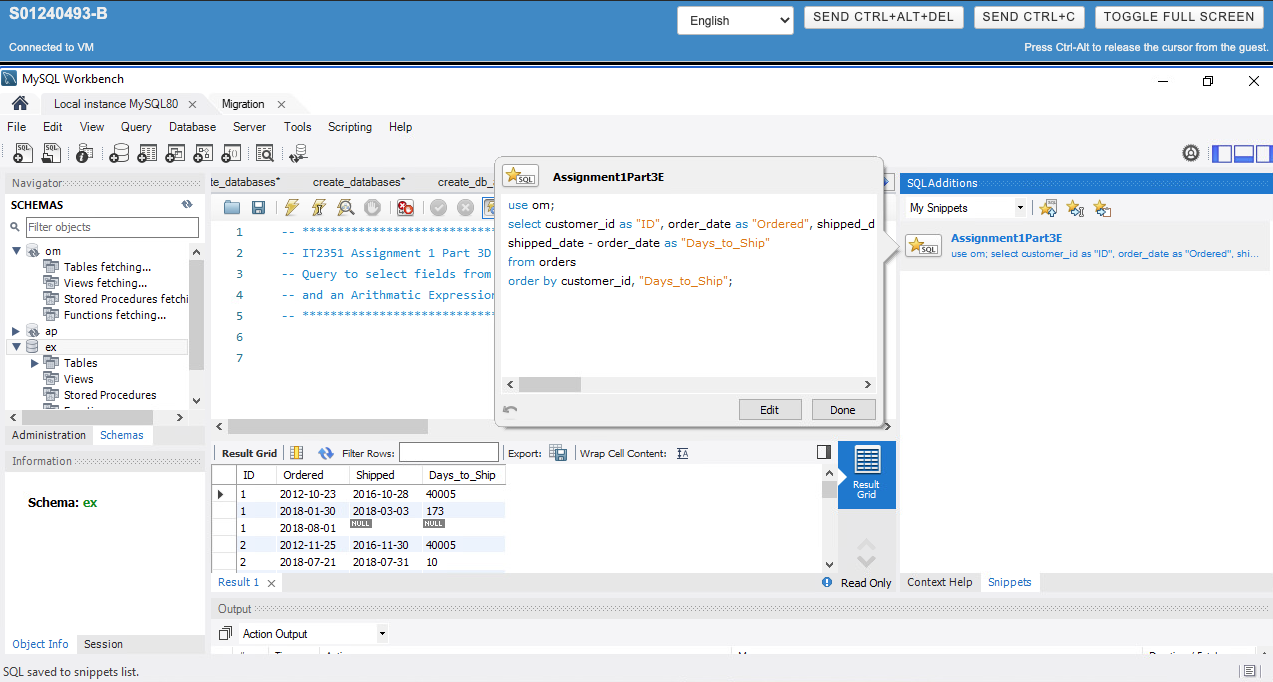 S01240493-B
English
SEND CTRL+ALT+DEL
SEND CTRL+C
TOGGLE FULL SCREEN
Connected to VM
Press Ctrl-Alt to release the cursor from the guest.
MySQL Workbench
Local instance MySQL80
Migration
File Edit View Query Database Server Tools Scripting Help
Navigator
SCHEMAS
Filter objects
om
Tables fetching...
Views fetching...
Stored Procedures fetchi
Functions fetching...
ap
ex
Tables
Views
Stored Procedures
Administration Schemas
Information
Schema: ex
Object Info Session
te_databases* create_databases* create_db_
1 -- ****************************
2 -- IT2351 Assignment 1 Part 3D
3 -- Query to select fields from
4 -- and an Arithmatic Expression
5 -- ****************************
6
7
Assignment1Part3E
use om;
select customer_id as "ID", order_date as "Ordered", shipped_d
shipped_date - order_date as "Days_to_Ship"
from orders
order by customer_id, "Days_to_Ship";
Edit Done
SQLAdditions
My Snippets
Assignment1Part3E
use om; select customer_id as "ID", order_date as "Ordered", shi...
Result Grid Filter Rows: Export: Wrap Cell Content:
ID Ordered Shipped Days_to_Ship
1 2012-10-23 2016-10-28 40005
1 2018-01-30 2018-03-03 173
1 2018-08-01 NULL NULL
2 2012-11-25 2016-11-30 40005
2 2018-07-21 2018-07-31 10
Result Grid
Result 1
Read Only
Context Help Snippets
Output
Action Output
SQL saved to snippets list.